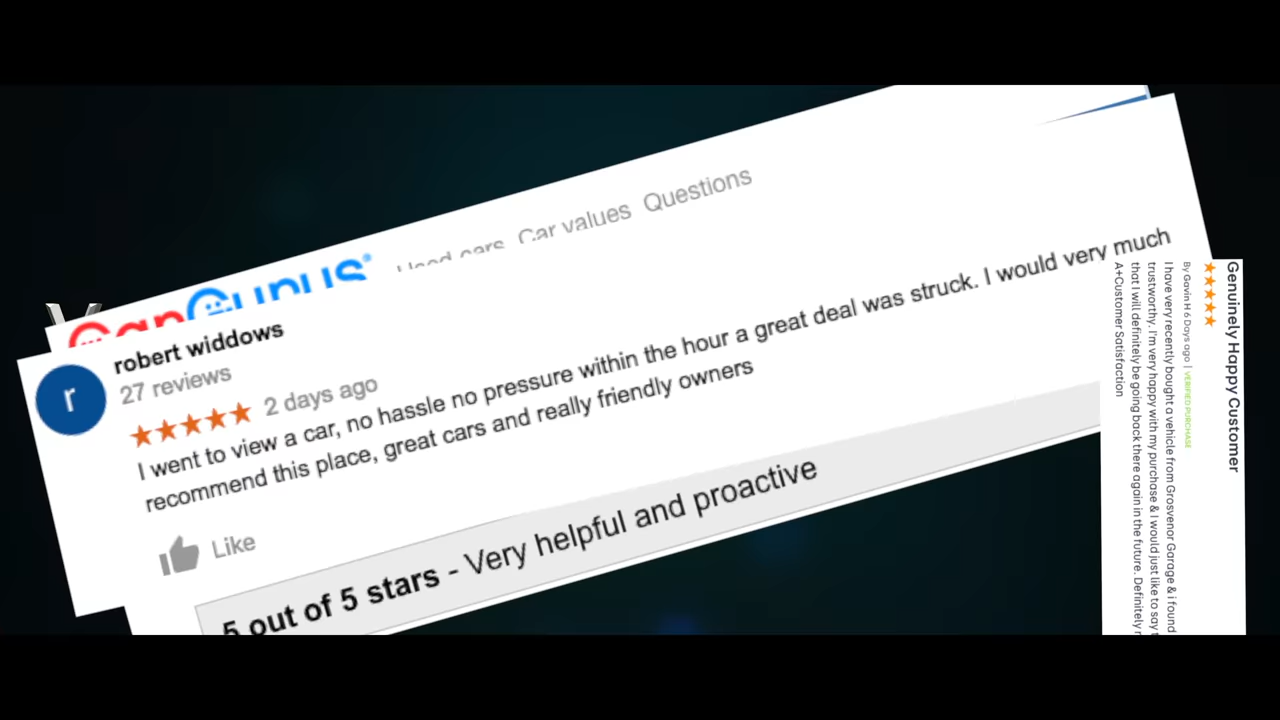 Used cars Car values Questions
CarGurus®
robert widdows
27 reviews
2 days ago
I went to view a car, no hassle no pressure within the hour a great deal was struck. I would very much
recommend this place, great cars and really friendly owners
Like
5 out of 5 stars - Very helpful and proactive
Genuinely Happy Customer
By Gavin H 6 Days ago | VERIFIED PURCHASE
I have very recently bought a vehicle from Grosvenor Garage & i found
trustworthy. I'm very happy with my purchase & I would just like to say
that I will definitely be going back there again in the future. Definitely
A+Customer Satisfaction